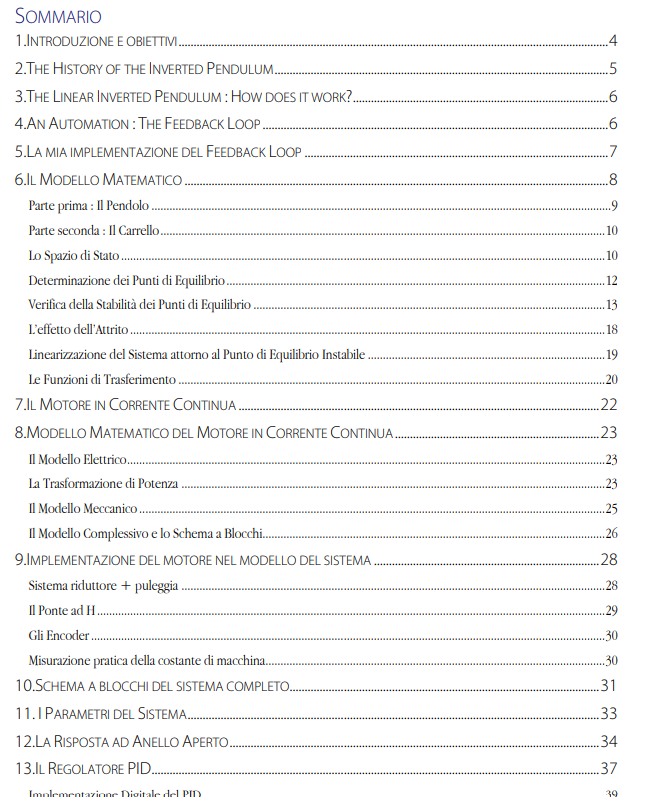 Sommario
1.Introduzione e obiettivi 4
2.The History of the Inverted Pendulum 5
3.The Linear Inverted Pendulum : How does it work? 6
4.An Automation : The Feedback Loop 6
5.La mia implementazione del Feedback Loop 7
6.Il Modello Matematico 8
Parte prima : Il Pendolo 9
Parte seconda : Il Carrello 10
Lo Spazio di Stato 10
Determinazione dei Punti di Equilibrio 12
Verifica della Stabilità dei Punti di Equilibrio 13
L'effetto dell'Attrito 18
Linearizzazione del Sistema attorno al Punto di Equilibrio Instabile 19
Le Funzioni di Trasferimento 20
7.Il Motore in Corrente Continua 22
8.Modello Matematico del Motore in Corrente Continua 23
Il Modello Elettrico 23
La Trasformazione di Potenza 23
Il Modello Meccanico 25
Il Modello Complessivo e lo Schema a Blocchi 26
9.Implementazione del motore nel modello del sistema 28
Sistema riduttore + puleggia 28
Il Ponte ad H 29
Gli Encoder 30
Misurazione pratica della costante di macchina 30
10.Schema a blocchi del sistema completo 31
11. I Parametri del Sistema 33
12.La Risposta ad Anello Aperto 34
13.Il Regolatore PID 37
Implementazione Digitale del PID 39